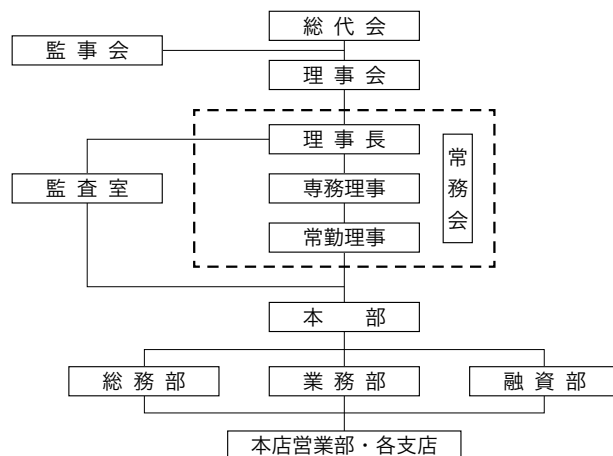 総代会
監事会
理事会
理事長
常務会
監査室
専務理事
常勤理事
本　部
総務部
業務部
融資部
本店営業部・各支店